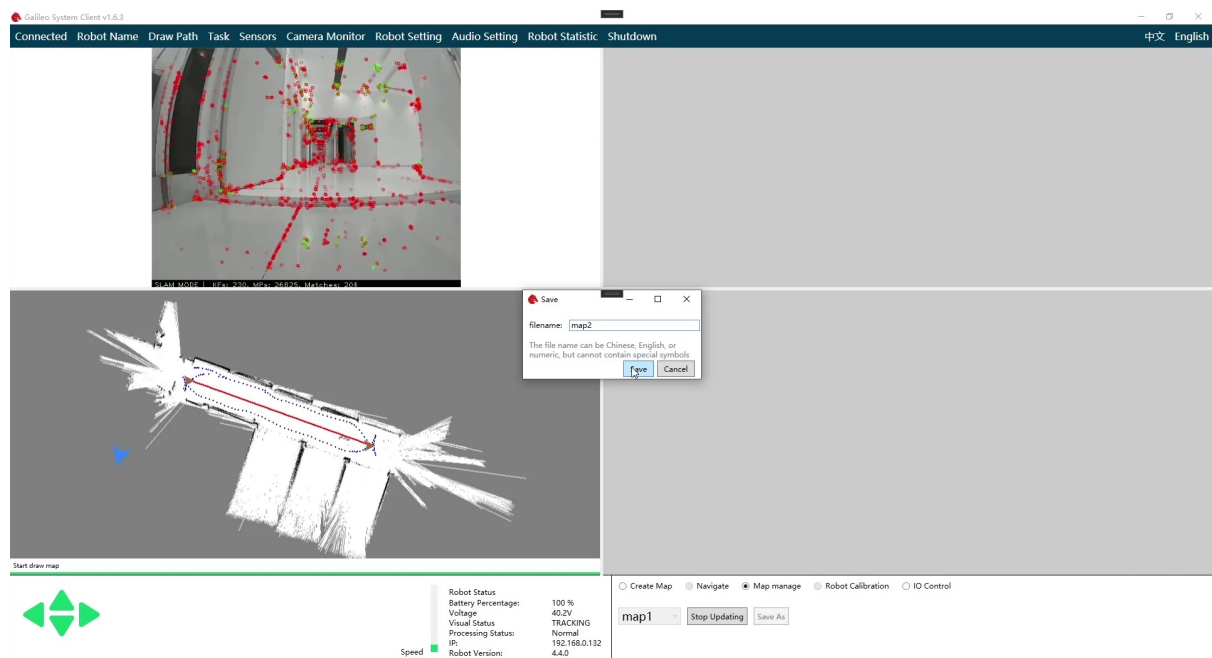 Galileo System Client v1.6.3
Connected Robot Name Draw Path Task Sensors Camera Monitor Robot Setting Audio Setting Robot Statistic Shutdown 中文 English
SLAM MODE | KFs: 230, MPs: 26825, Matches: 206
Save
filename: map2
The file name can be Chinese, English, or
numeric, but cannot contain special symbols
Save Cancel
Start draw map
Robot Status
Battery Percentage: 100 %
Voltage 40.2V
Visual Status TRACKING
Processing Status: Normal
IP: 192.168.0.132
Robot Version: 4.4.0
Speed
Create Map Navigate Map manage Robot Calibration IO Control
map1 Stop Updating Save As